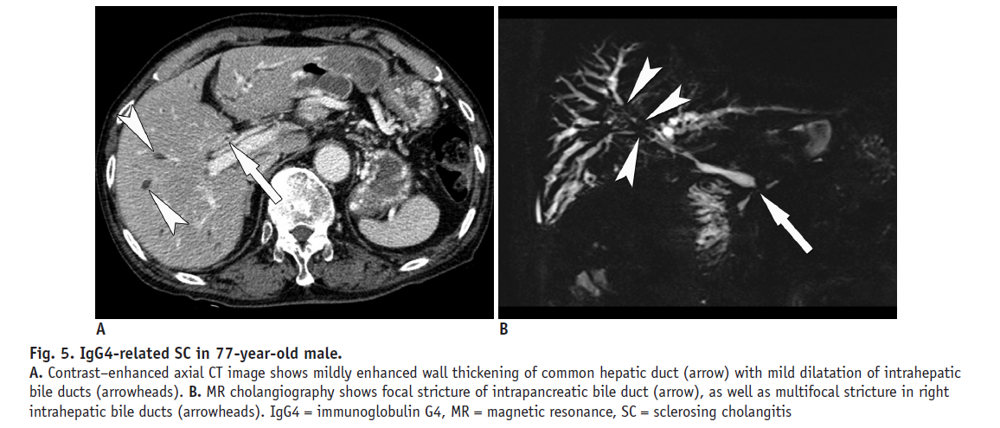 A
B
Fig. 5. IgG4-related SC in 77-year-old male.
A. Contrast–enhanced axial CT image shows mildly enhanced wall thickening of common hepatic duct (arrow) with mild dilatation of intrahepatic
bile ducts (arrowheads). B. MR cholangiography shows focal stricture of intrapancreatic bile duct (arrow), as well as multifocal stricture in right
intrahepatic bile ducts (arrowheads). IgG4 = immunoglobulin G4, MR = magnetic resonance, SC = sclerosing cholangitis